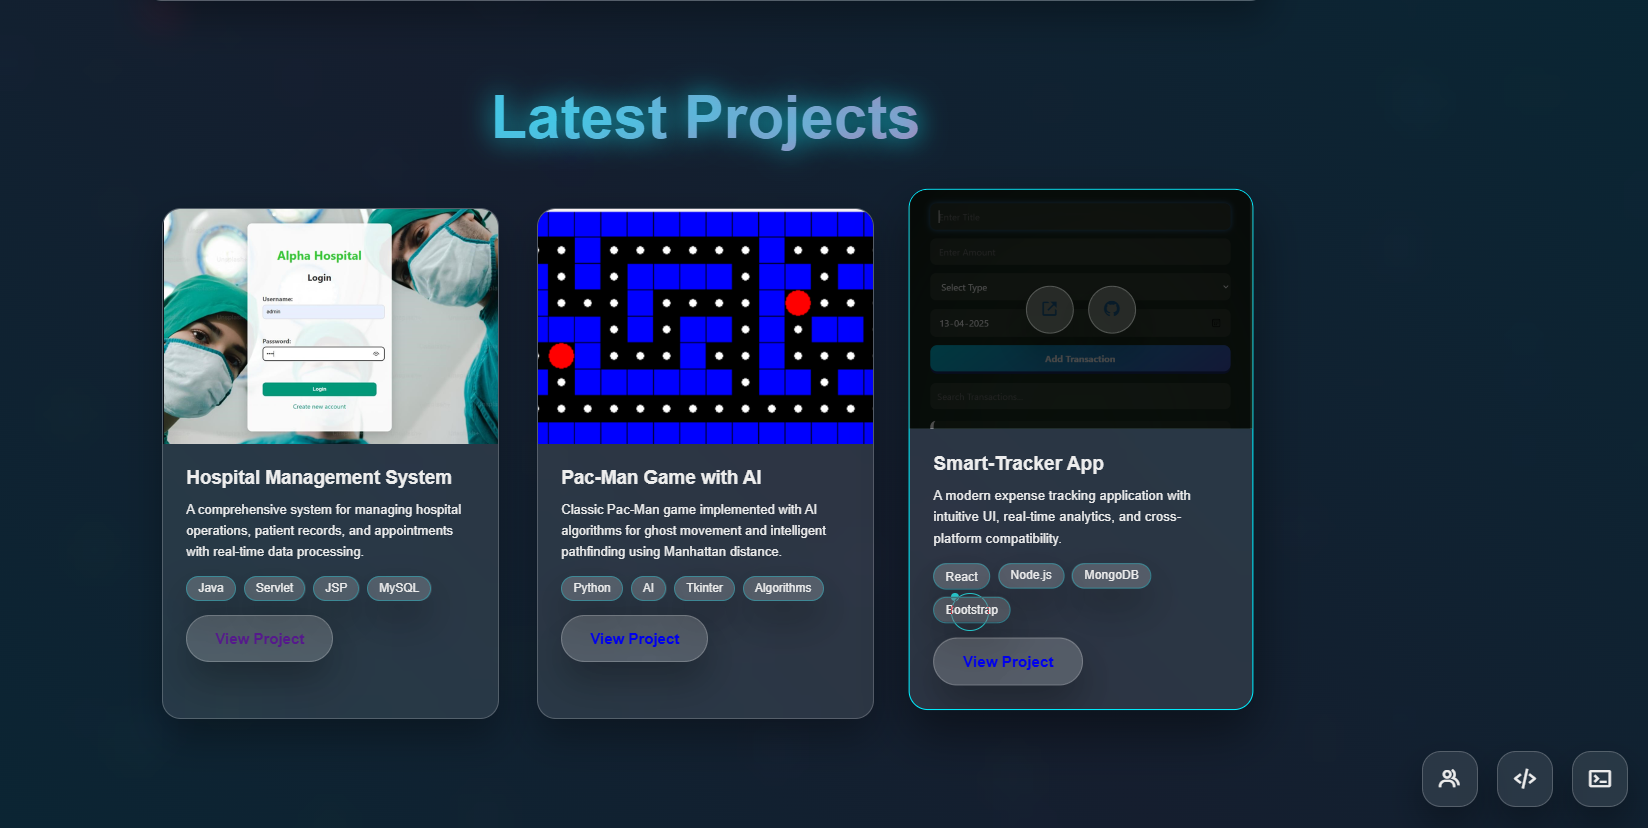 Latest Projects
Alpha Hospital
Login
Username:
admin
Password:
Login
Create new account
Hospital Management System
A comprehensive system for managing hospital
operations, patient records, and appointments
with real-time data processing.
Java
Servlet
JSP
MySQL
View Project
Pac-Man Game with AI
Classic Pac-Man game implemented with AI
algorithms for ghost movement and intelligent
pathfinding using Manhattan distance.
Python
AI
Tkinter
Algorithms
View Project
Enter Title
Enter Amount
Select Type
13-04-2025
Add Transaction
Search Transactions...
Smart-Tracker App
A modern expense tracking application with
intuitive UI, real-time analytics, and cross-
platform compatibility.
React
Node.js
MongoDB
Bootstrap
View Project